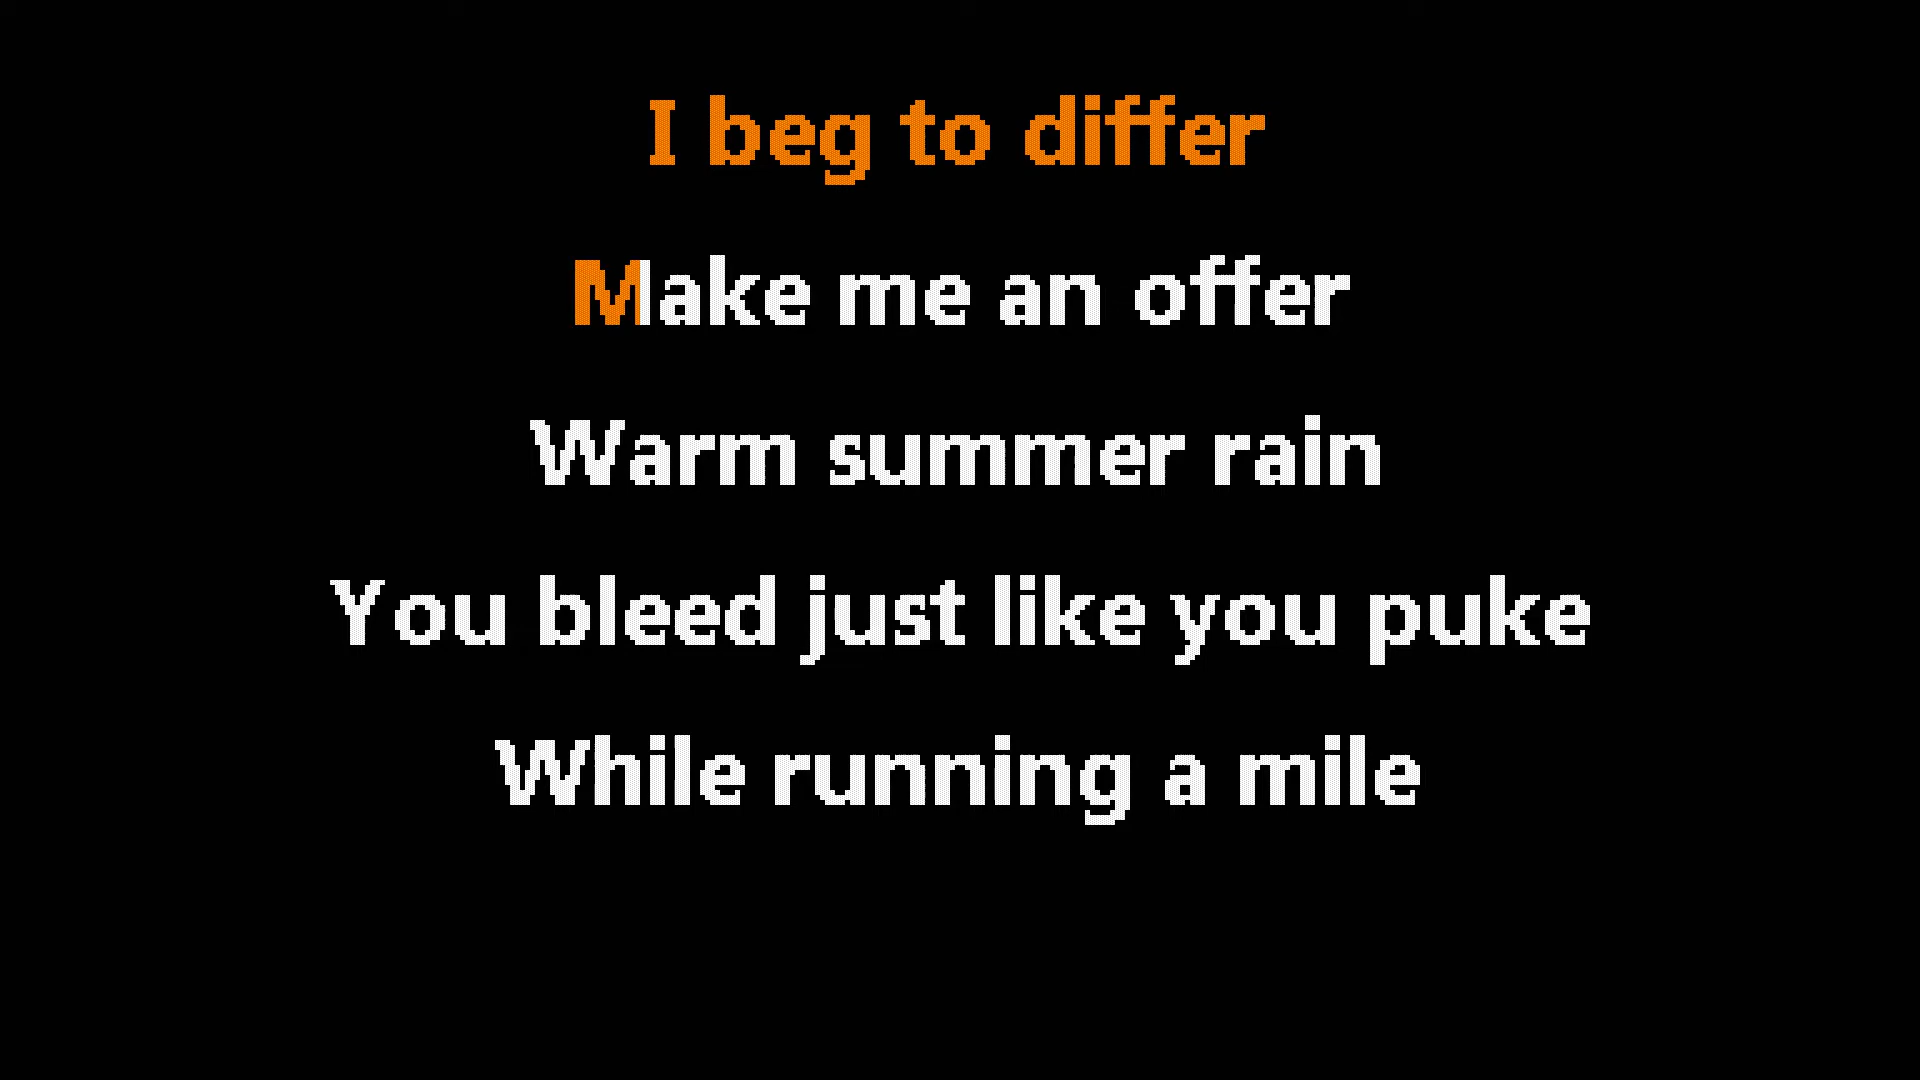 I beg to differ
Make me an offer
Warm summer rain
You bleed just like you puke
While running a mile